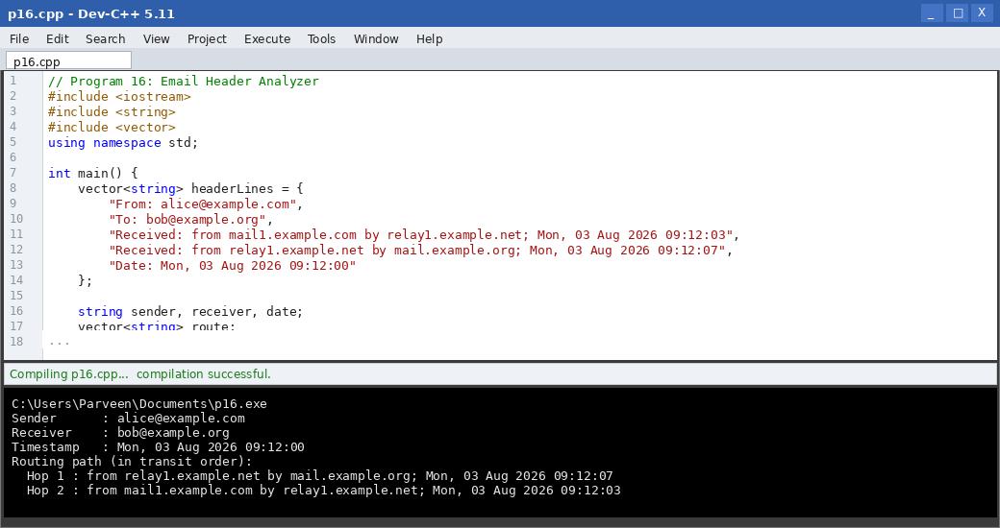 p16.cpp - Dev-C++ 5.11
_ □ X
File Edit Search View Project Execute Tools Window Help
p16.cpp
1 // Program 16: Email Header Analyzer
2 #include <iostream>
3 #include <string>
4 #include <vector>
5 using namespace std;
6
7 int main() {
8     vector<string> headerLines = {
9         "From: alice@example.com",
10         "To: bob@example.org",
11         "Received: from mail1.example.com by relay1.example.net; Mon, 03 Aug 2026 09:12:03",
12         "Received: from relay1.example.net by mail.example.org; Mon, 03 Aug 2026 09:12:07",
13         "Date: Mon, 03 Aug 2026 09:12:00"
14     };
15
16     string sender, receiver, date;
17     vector<string> route;
18 ...
Compiling p16.cpp... compilation successful.
C:\Users\Parveen\Documents\p16.exe
Sender      : alice@example.com
Receiver    : bob@example.org
Timestamp   : Mon, 03 Aug 2026 09:12:00
Routing path (in transit order):
  Hop 1 : from relay1.example.net by mail.example.org; Mon, 03 Aug 2026 09:12:07
  Hop 2 : from mail1.example.com by relay1.example.net; Mon, 03 Aug 2026 09:12:03